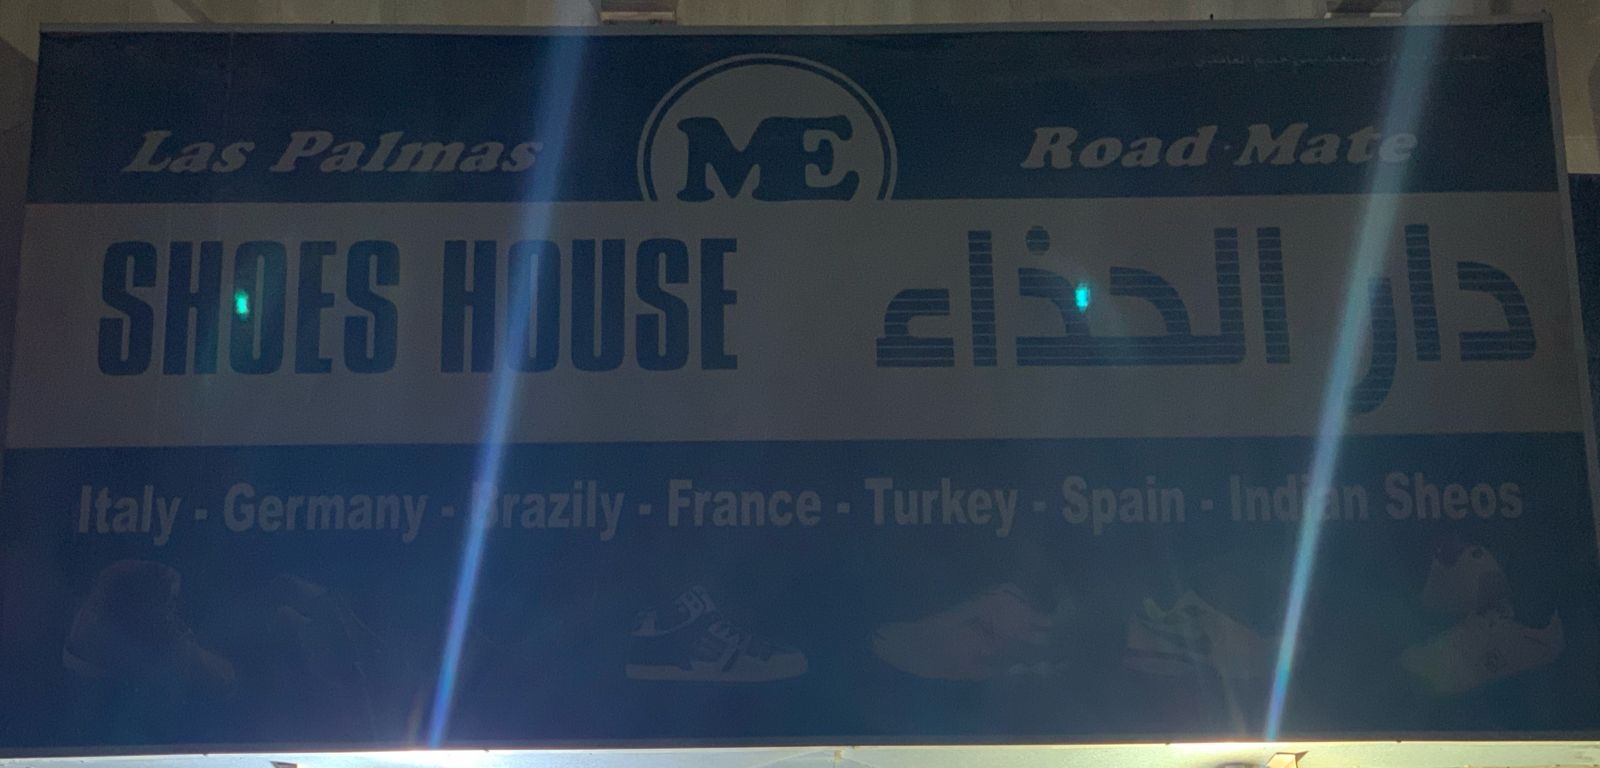 Las Palmas
ME
Road Mate
SHOES HOUSE
دار الحذاء
Italy - Germany - Brazily - France - Turkey - Spain - Indian Sheos